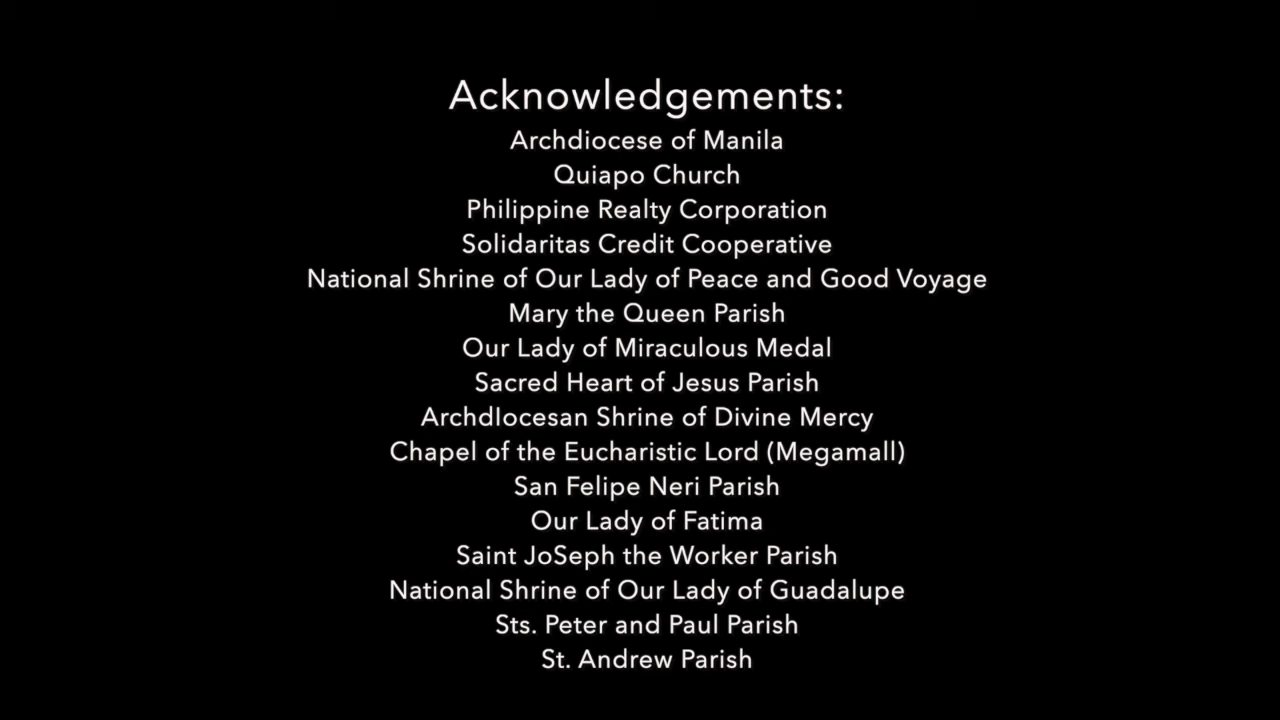 Acknowledgements:
Archdiocese of Manila
Quiapo Church
Philippine Realty Corporation
Solidaritas Credit Cooperative
National Shrine of Our Lady of Peace and Good Voyage
Mary the Queen Parish
Our Lady of Miraculous Medal
Sacred Heart of Jesus Parish
ArchdIocesan Shrine of Divine Mercy
Chapel of the Eucharistic Lord (Megamall)
San Felipe Neri Parish
Our Lady of Fatima
Saint JoSeph the Worker Parish
National Shrine of Our Lady of Guadalupe
Sts. Peter and Paul Parish
St. Andrew Parish